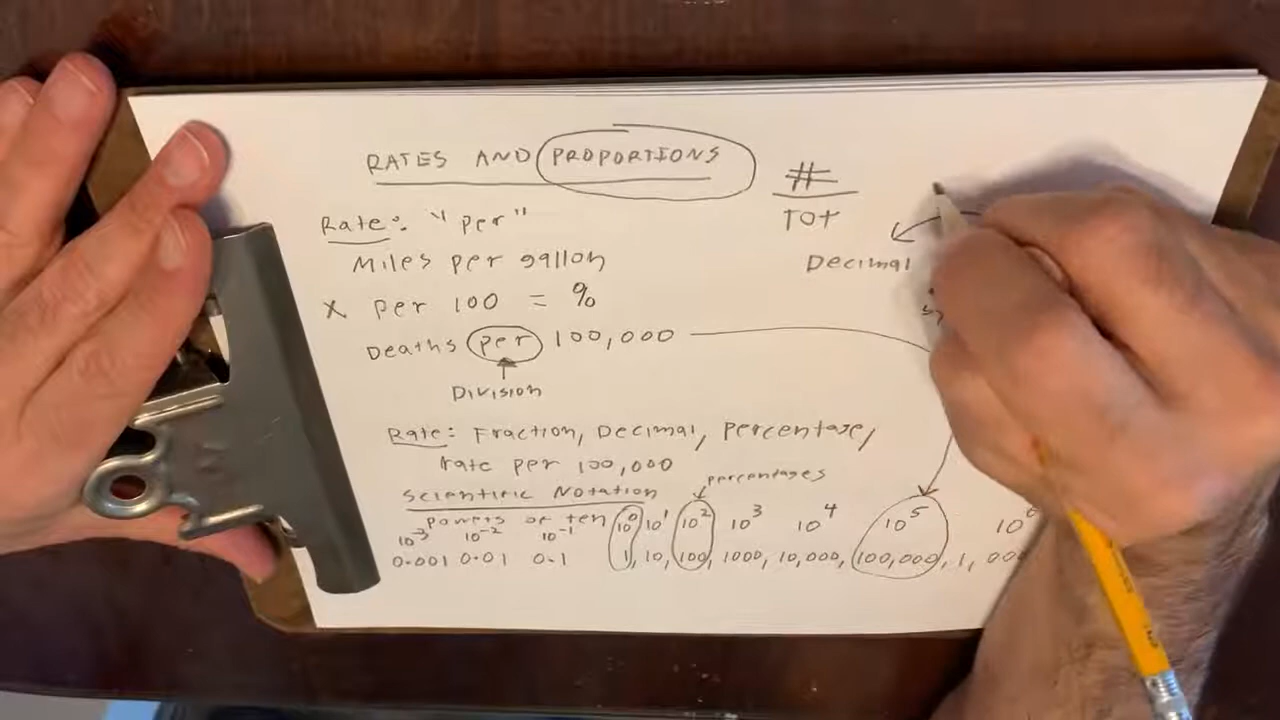 RATES AND PROPORTIONS
#
TOT
Rate: "per"
Miles per gallon
Decimal
X per 100 = %
Deaths per 100,000
Division
Rate: Fraction, Decimal, percentage,
rate per 100,000
percentages
Scientific Notation
powers of ten 10^0 10^1 10^2 10^3 10^4 10^5
10^-3 10^-2 10^-1
0.001 0.01 0.1 1, 10, 100, 1000, 10,000, 100,000, 1,